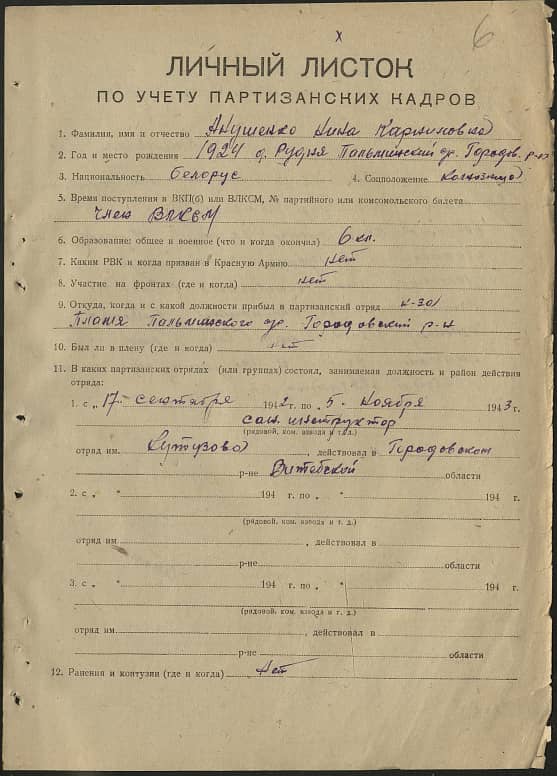 х
6
ЛИЧНЫЙ ЛИСТОК
ПО УЧЕТУ ПАРТИЗАНСКИХ КАДРОВ
1. Фамилия, имя и отчество Янушенко Нина Карпиковна
2. Год и место рождения 1924 д. Рудня Пальминский с/с. Городок. р-на
3. Национальность белорус 4. Соцположение колхозница
5. Время поступления в ВКП(б) или ВЛКСМ, № партийного или комсомольского билета
член ВЛКСМ
6. Образование: общее и военное (что и когда окончил) 6 кл.
7. Каким РВК и когда призван в Красную Армию нет
8. Участие на фронтах (где и когда) нет
9. Откуда, когда и с какой должности прибыл в партизанский отряд к-з
Пальминского Городокский р-н
10. Был ли в плену (где и когда) нет
11. В каких партизанских отрядах (или группах) состоял, занимаемая должность и район действия
отряда:
1. с „ 17 “ сентября 1942 г. по „ 5 “ Ноября 1943 г.
сан. инструктор
(рядовой, ком. взвода и т. д.)
отряд им. Кутузова, действовал в Городокском
р-не Витебской области
2. с „ “ 194 г. по „ “ 194 г.
(рядовой, ком. взвода и т. д.)
отряд им. , действовал в
р-не области
3. с „ “ 194 г. по „ “ 194 г.
(рядовой, ком. взвода и т. д.)
отряд им. , действовал в
р-не области
12. Ранения и контузии (где и когда) Нет